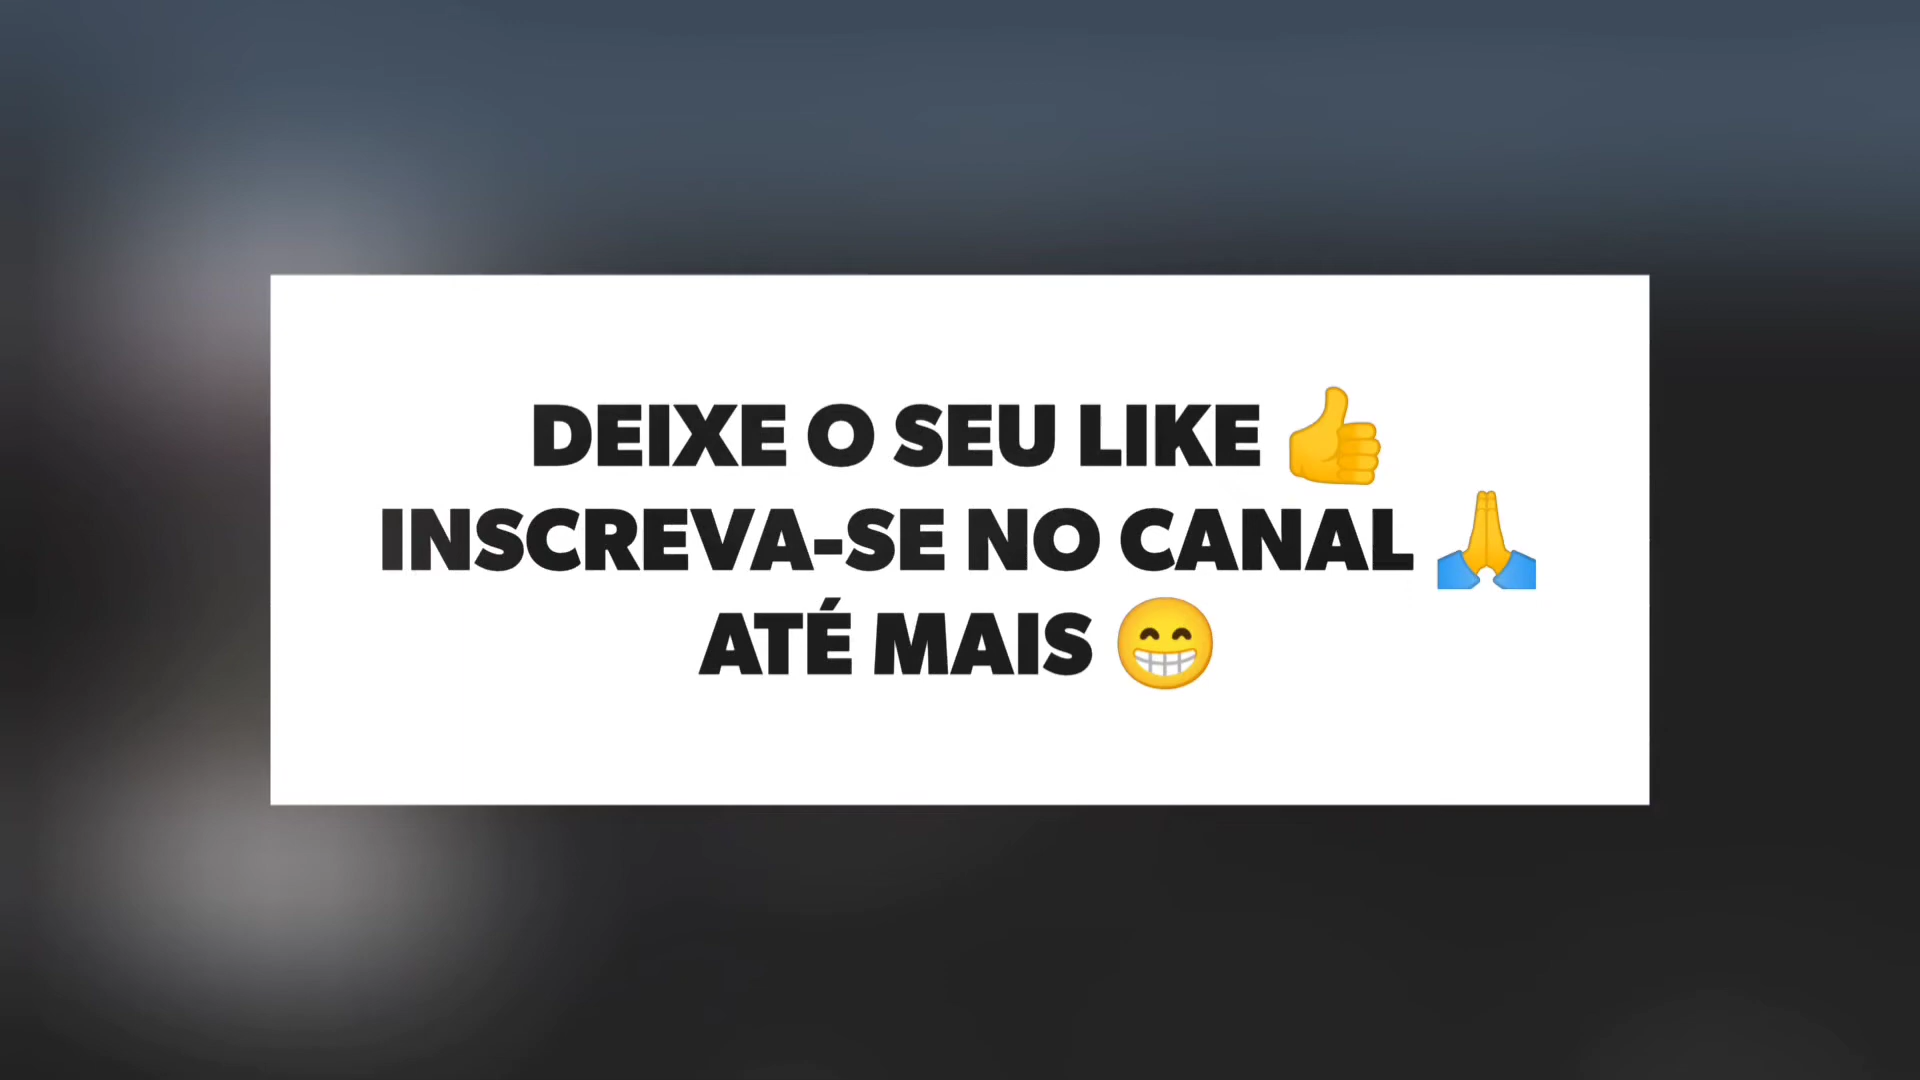 DEIXE O SEU LIKE 👍
INSCREVA-SE NO CANAL 🙏
ATÉ MAIS 😁